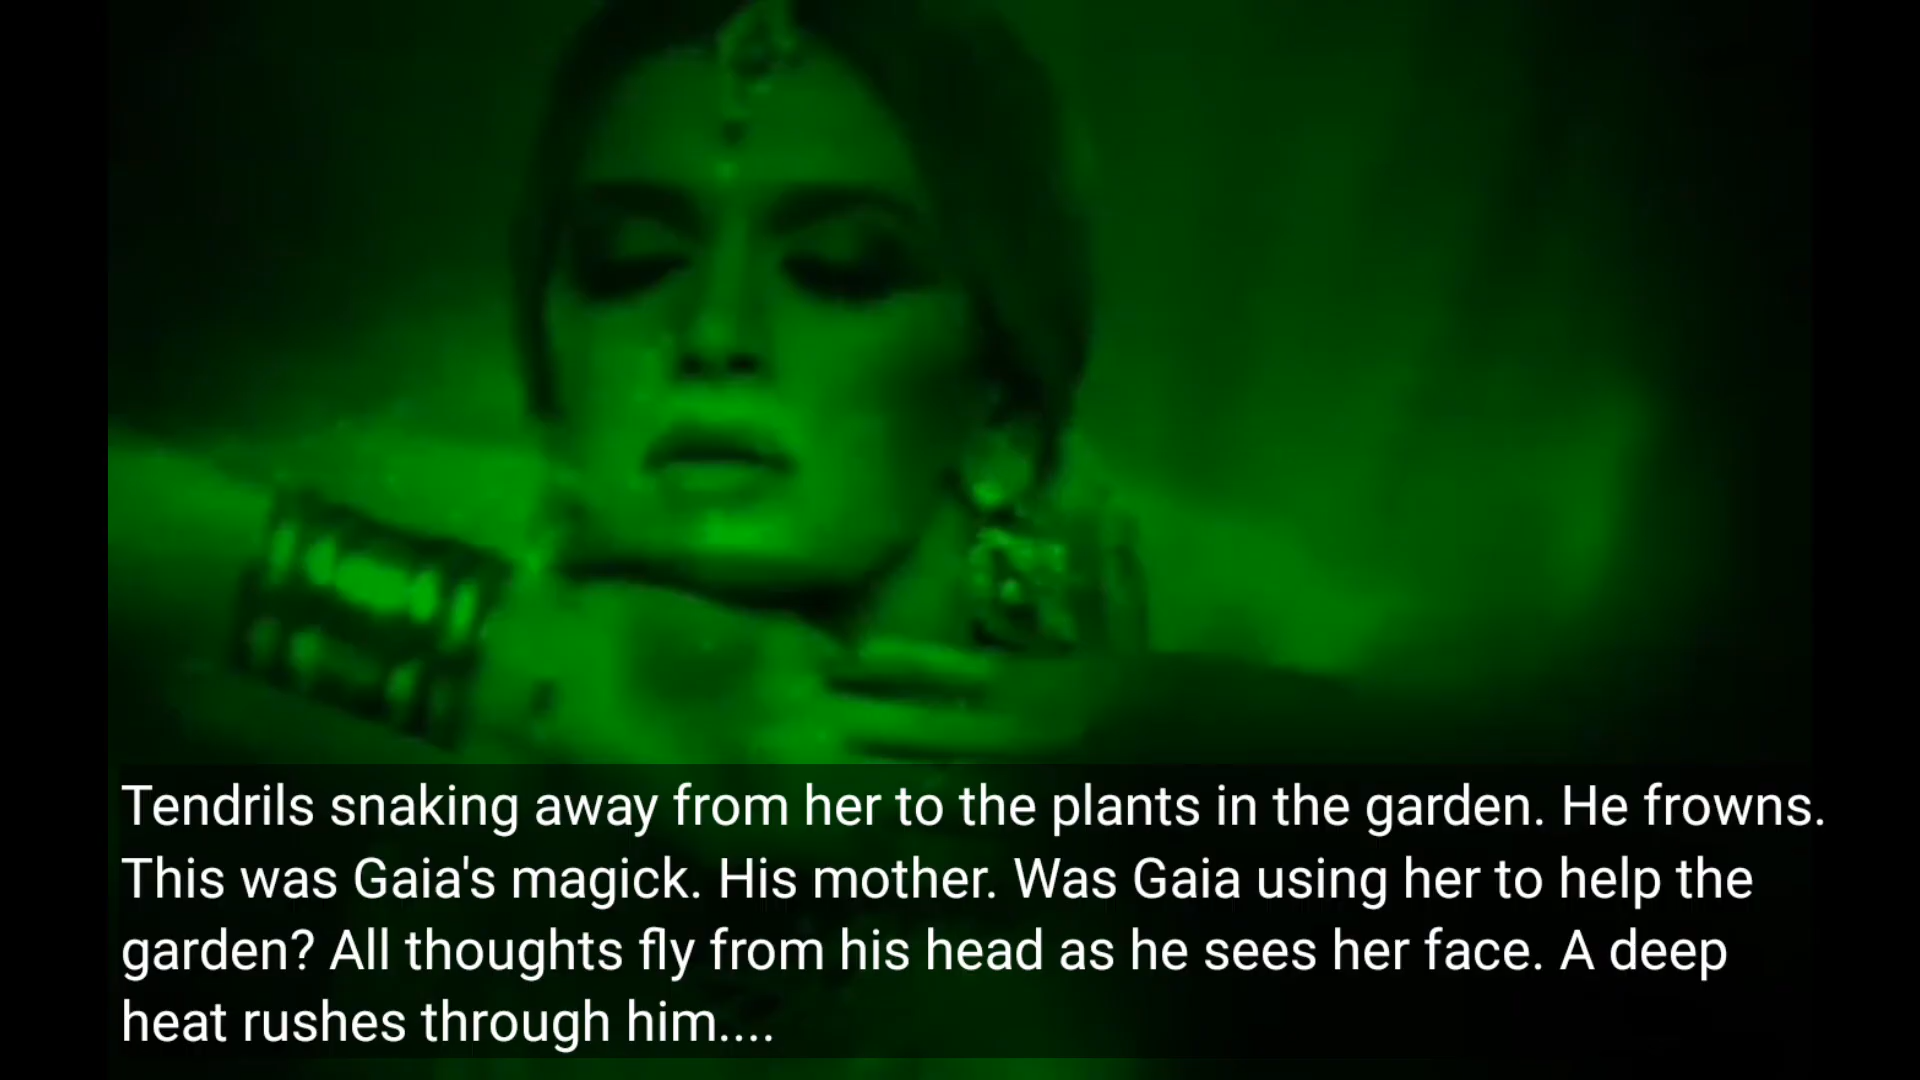 Tendrils snaking away from her to the plants in the garden. He frowns.
This was Gaia's magick. His mother. Was Gaia using her to help the
garden? All thoughts fly from his head as he sees her face. A deep
heat rushes through him....